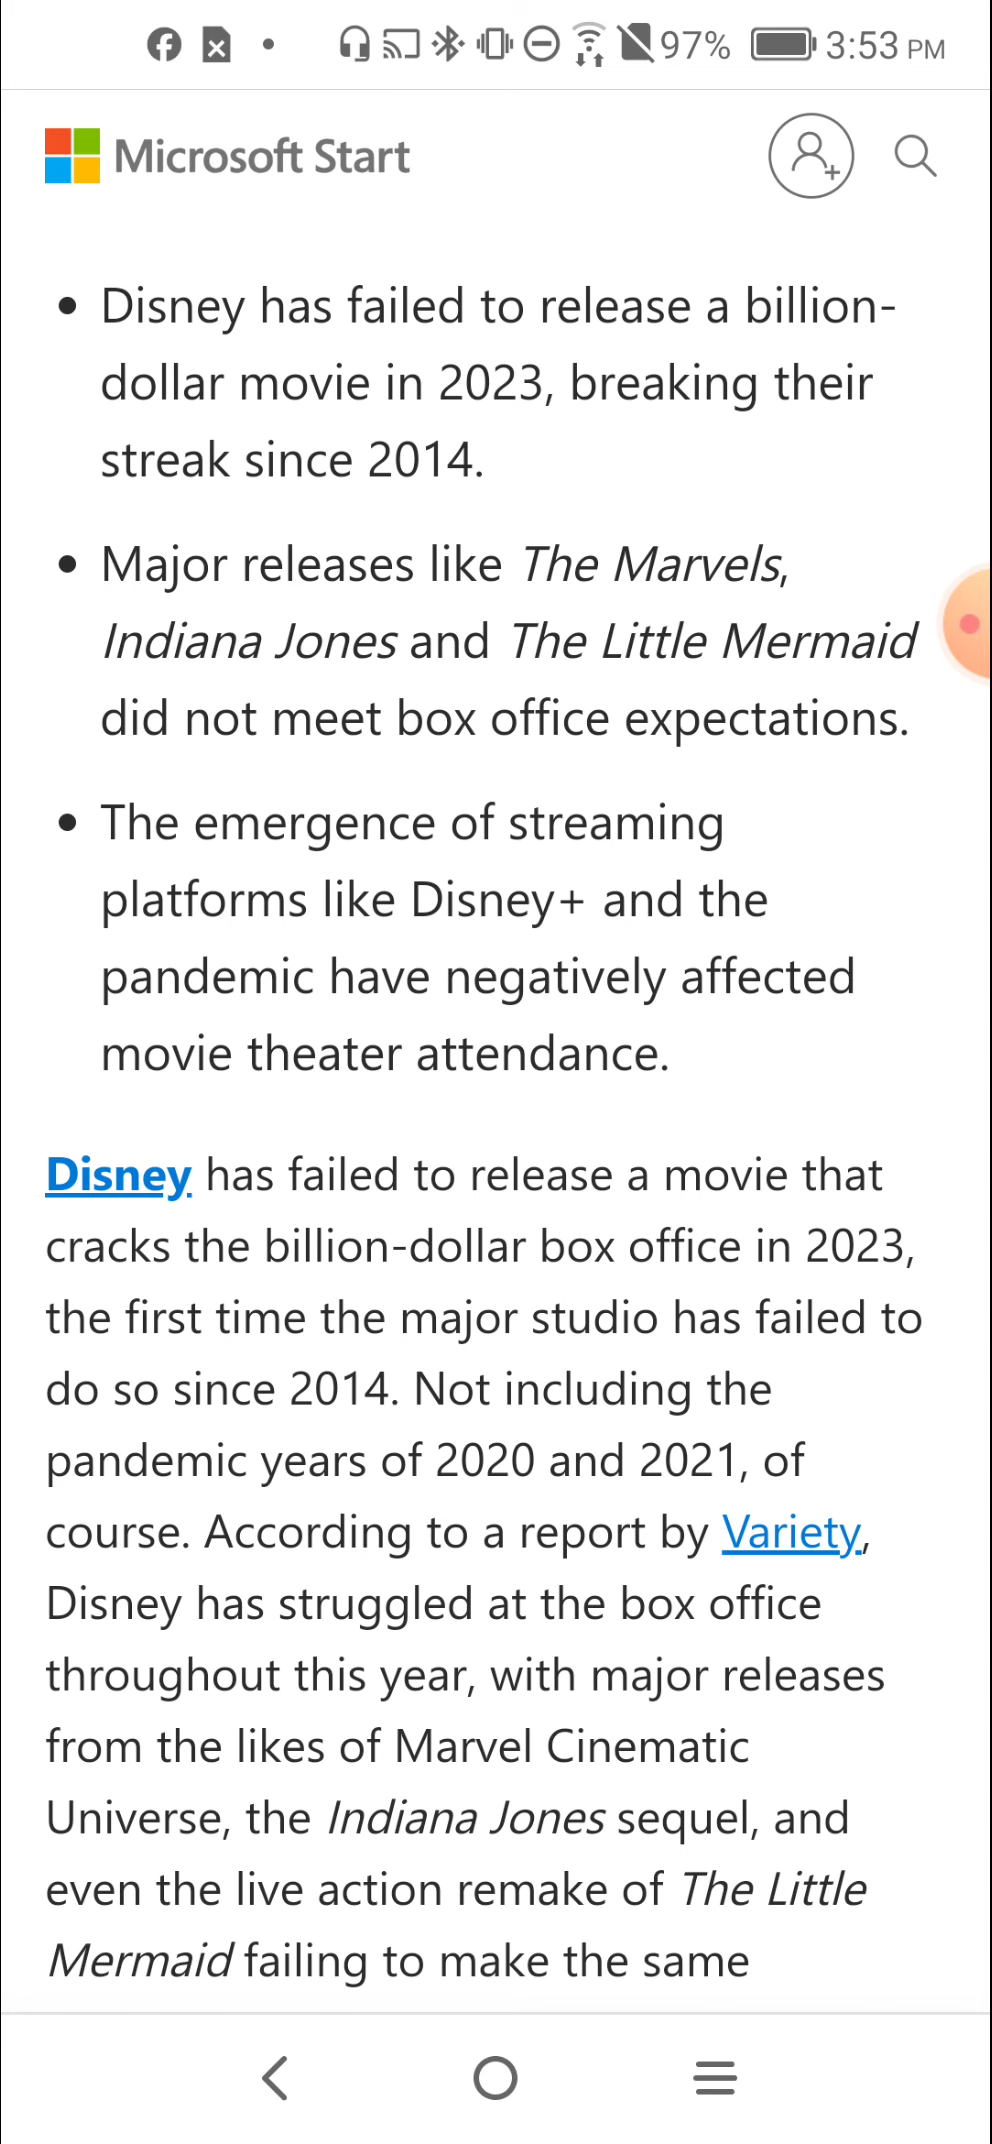 97% 3:53 PM
Microsoft Start
• Disney has failed to release a billion-
dollar movie in 2023, breaking their
streak since 2014.
• Major releases like The Marvels,
Indiana Jones and The Little Mermaid
did not meet box office expectations.
• The emergence of streaming
platforms like Disney+ and the
pandemic have negatively affected
movie theater attendance.
Disney has failed to release a movie that
cracks the billion-dollar box office in 2023,
the first time the major studio has failed to
do so since 2014. Not including the
pandemic years of 2020 and 2021, of
course. According to a report by Variety,
Disney has struggled at the box office
throughout this year, with major releases
from the likes of Marvel Cinematic
Universe, the Indiana Jones sequel, and
even the live action remake of The Little
Mermaid failing to make the same